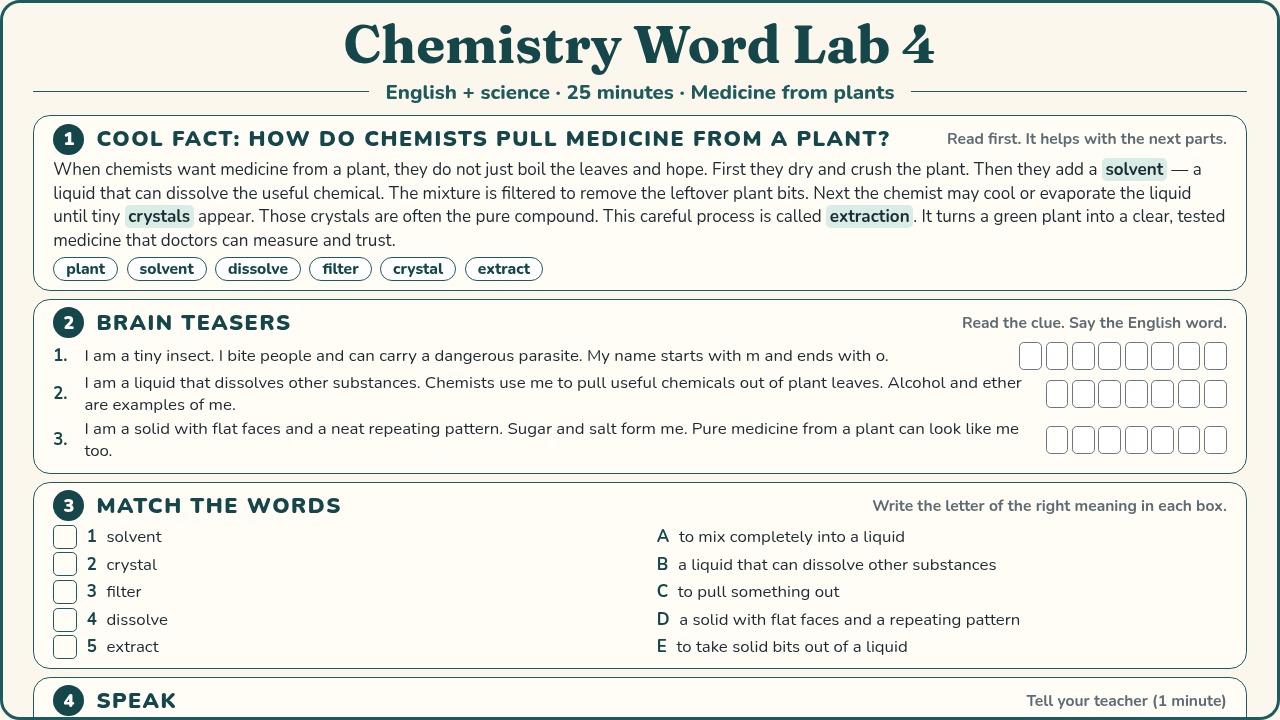 Chemistry Word Lab 4
English + science · 25 minutes · Medicine from plants
1 COOL FACT: HOW DO CHEMISTS PULL MEDICINE FROM A PLANT? Read first. It helps with the next parts.
When chemists want medicine from a plant, they do not just boil the leaves and hope. First they dry and crush the plant. Then they add a solvent — a
liquid that can dissolve the useful chemical. The mixture is filtered to remove the leftover plant bits. Next the chemist may cool or evaporate the liquid
until tiny crystals appear. Those crystals are often the pure compound. This careful process is called extraction. It turns a green plant into a clear, tested
medicine that doctors can measure and trust.
plant solvent dissolve filter crystal extract
2 BRAIN TEASERS Read the clue. Say the English word.
1. I am a tiny insect. I bite people and can carry a dangerous parasite. My name starts with m and ends with o.
2. I am a liquid that dissolves other substances. Chemists use me to pull useful chemicals out of plant leaves. Alcohol and ether
are examples of me.
3. I am a solid with flat faces and a neat repeating pattern. Sugar and salt form me. Pure medicine from a plant can look like me
too.
3 MATCH THE WORDS Write the letter of the right meaning in each box.
1 solvent A to mix completely into a liquid
2 crystal B a liquid that can dissolve other substances
3 filter C to pull something out
4 dissolve D a solid with flat faces and a repeating pattern
5 extract E to take solid bits out of a liquid
4 SPEAK Tell your teacher (1 minute)